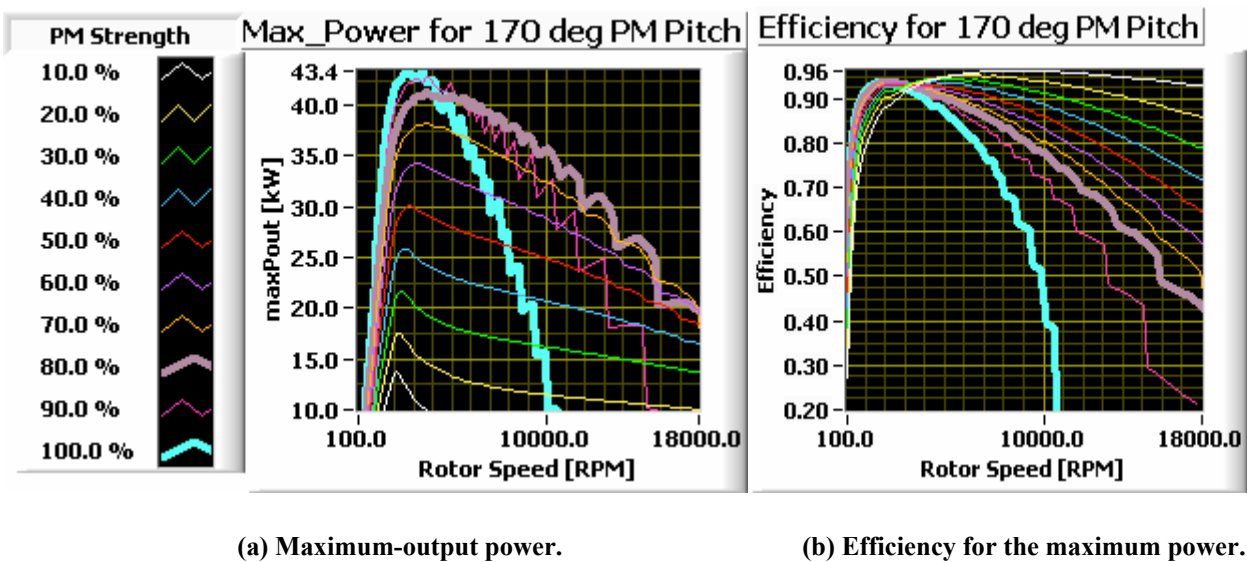 PM Strength
10.0 %
20.0 %
30.0 %
40.0 %
50.0 %
60.0 %
70.0 %
80.0 %
90.0 %
100.0 %
Max_Power for 170 deg PM Pitch
maxPout [kW]
43.4
40.0
35.0
30.0
25.0
20.0
15.0
10.0
100.0 10000.0 18000.0
Rotor Speed [RPM]
Efficiency for 170 deg PM Pitch
Efficiency
0.96
0.90
0.80
0.70
0.60
0.50
0.40
0.30
0.20
100.0 10000.0 18000.0
Rotor Speed [RPM]
(a) Maximum-output power.
(b) Efficiency for the maximum power.